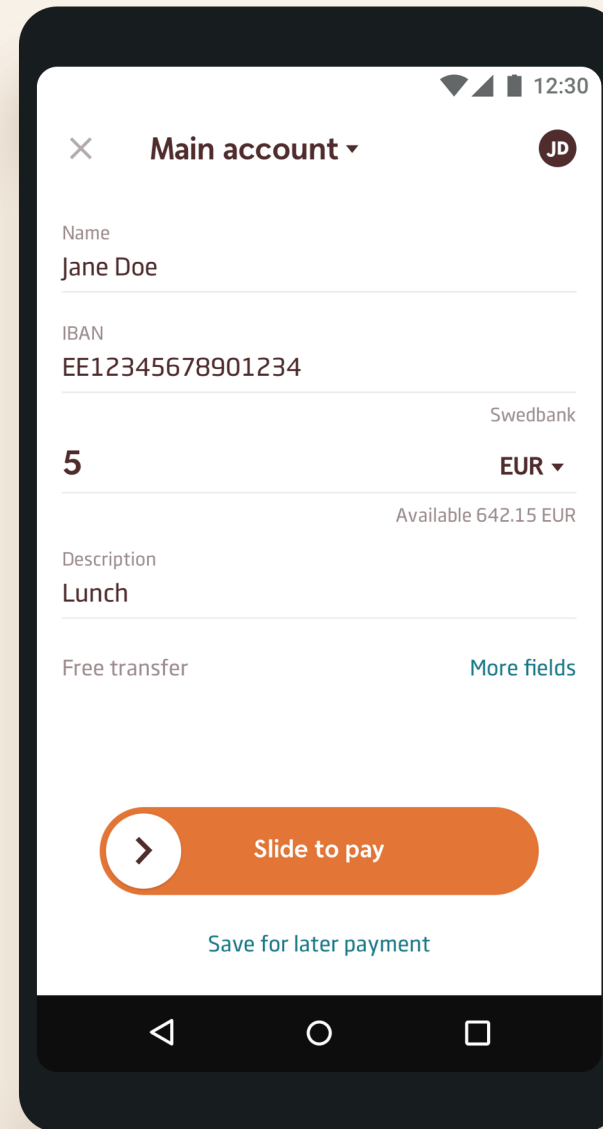 12:30
Main account
JD
Name
Jane Doe
IBAN
EE12345678901234
Swedbank
5 EUR
Available 642.15 EUR
Description
Lunch
Free transfer More fields
Slide to pay
Save for later payment